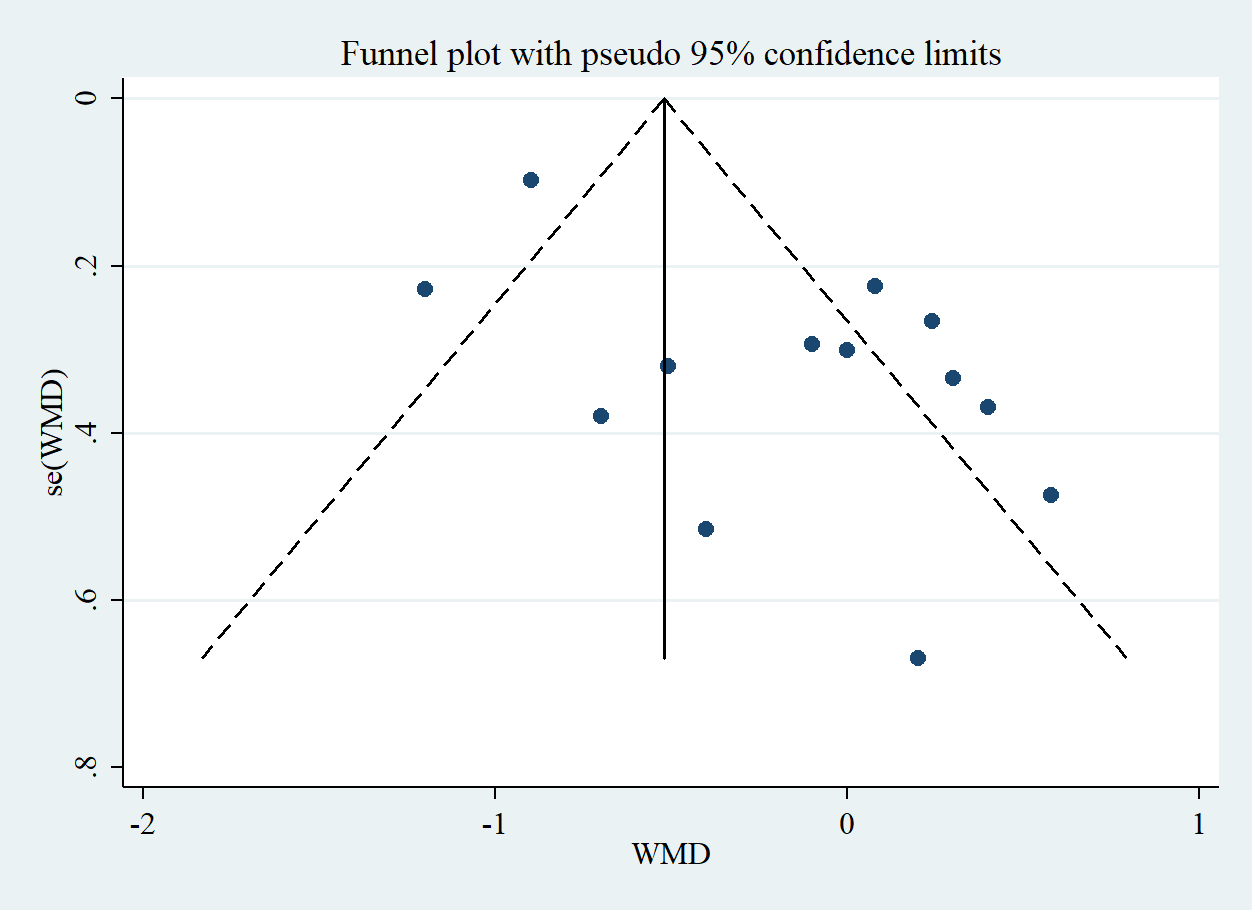 Funnel plot with pseudo 95% confidence limits
0
.2
.4
.6
.8
se(WMD)
-2 -1 0 1
WMD